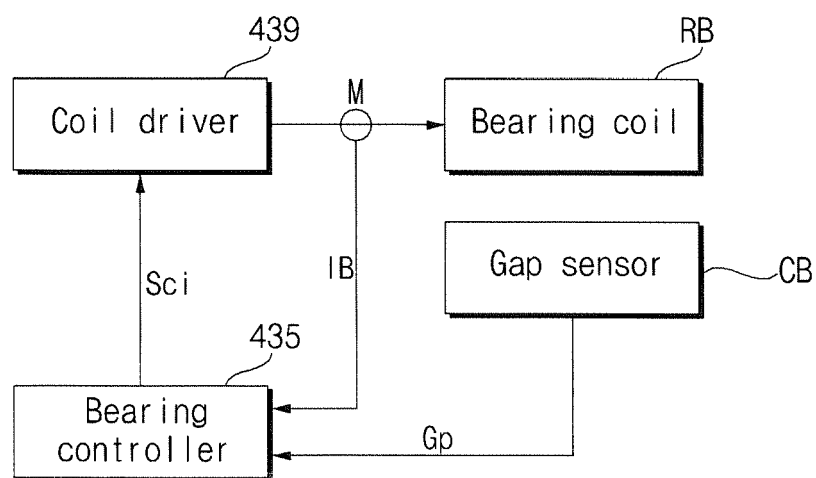 439
RB
Coil driver
M
Bearing coil
Gap sensor
CB
Sci
IB
435
Bearing
controller
Gp